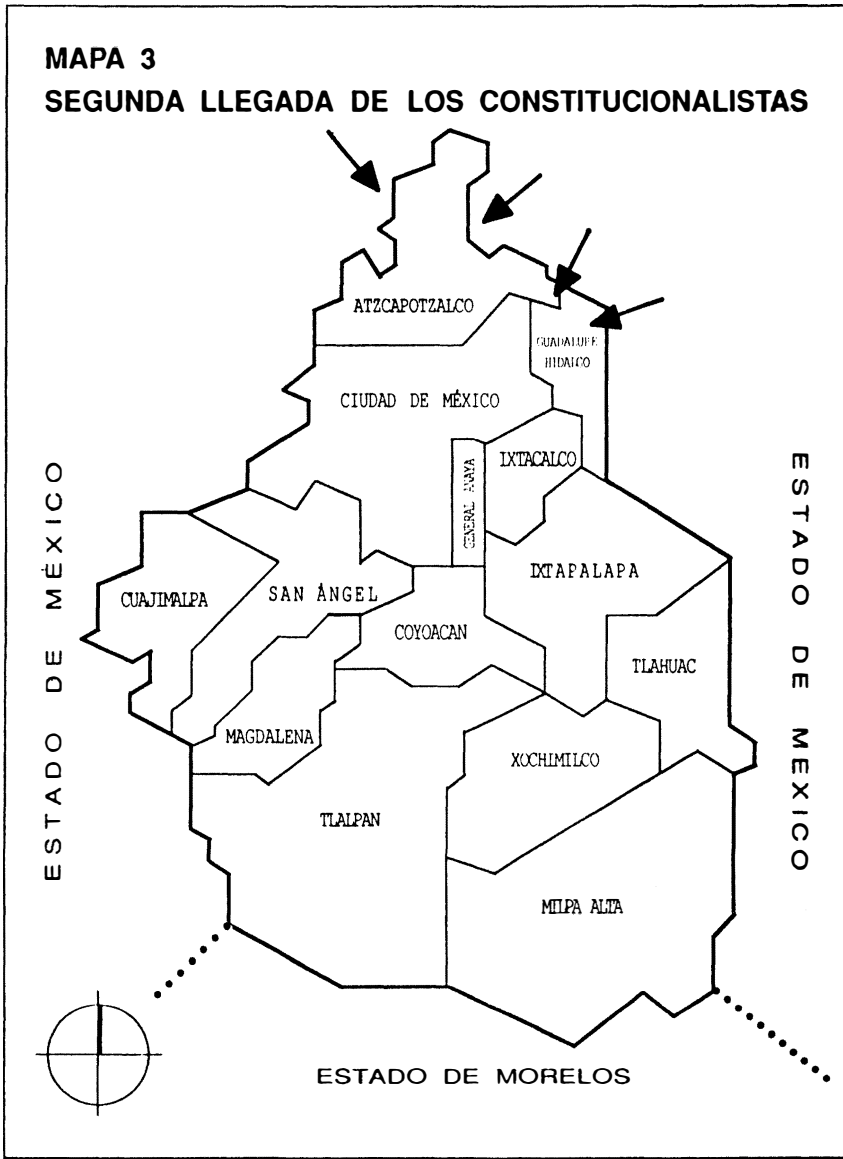 MAPA 3
SEGUNDA LLEGADA DE LOS CONSTITUCIONALISTAS
ATZCAPOTZALCO
GUADALUPE
HIDALGO
CIUDAD DE MÉXICO
IXTACALCO
GENERAL ANAYA
IXTAPALAPA
CUAJIMALPA
SAN ÁNGEL
COYOACAN
TLAHUAC
MAGDALENA
XOCHIMILCO
TLALPAN
MILPA ALTA
ESTADO DE MÉXICO
ESTADO DE MEXICO
ESTADO DE MORELOS